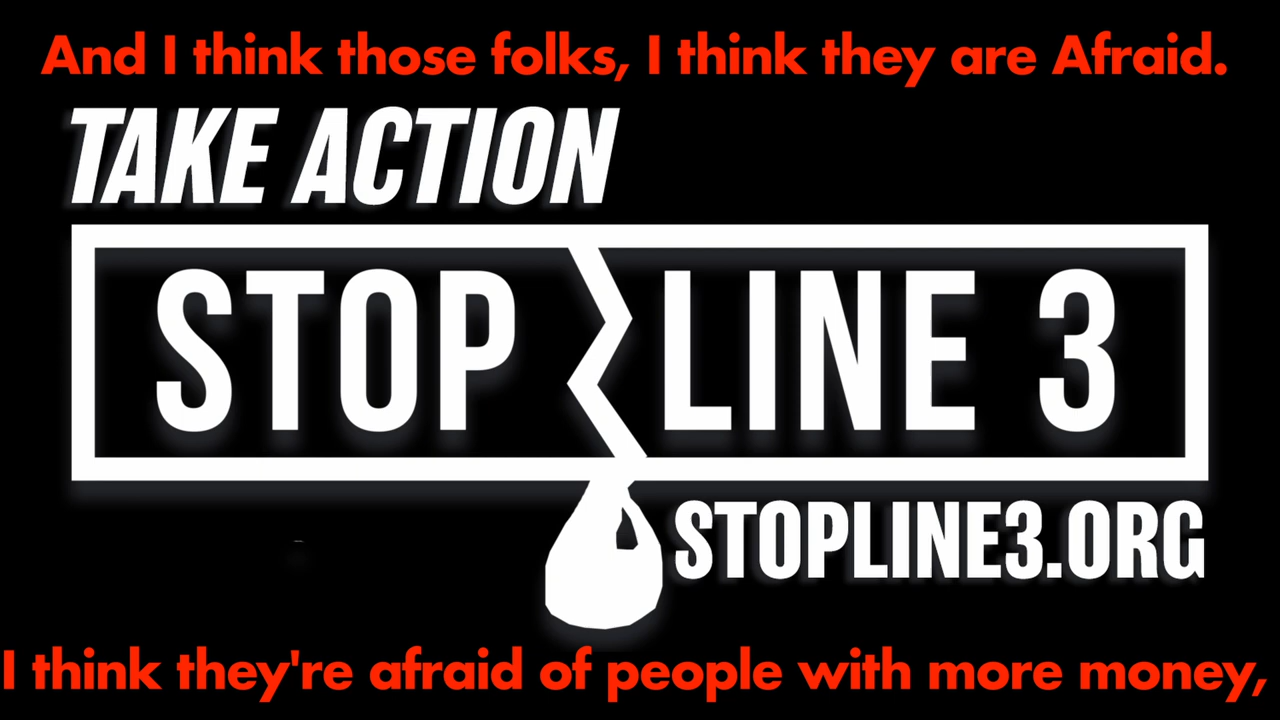 And I think those folks, I think they are Afraid.
TAKE ACTION
STOP LINE 3
STOPLINE3.ORG
I think they're afraid of people with more money,